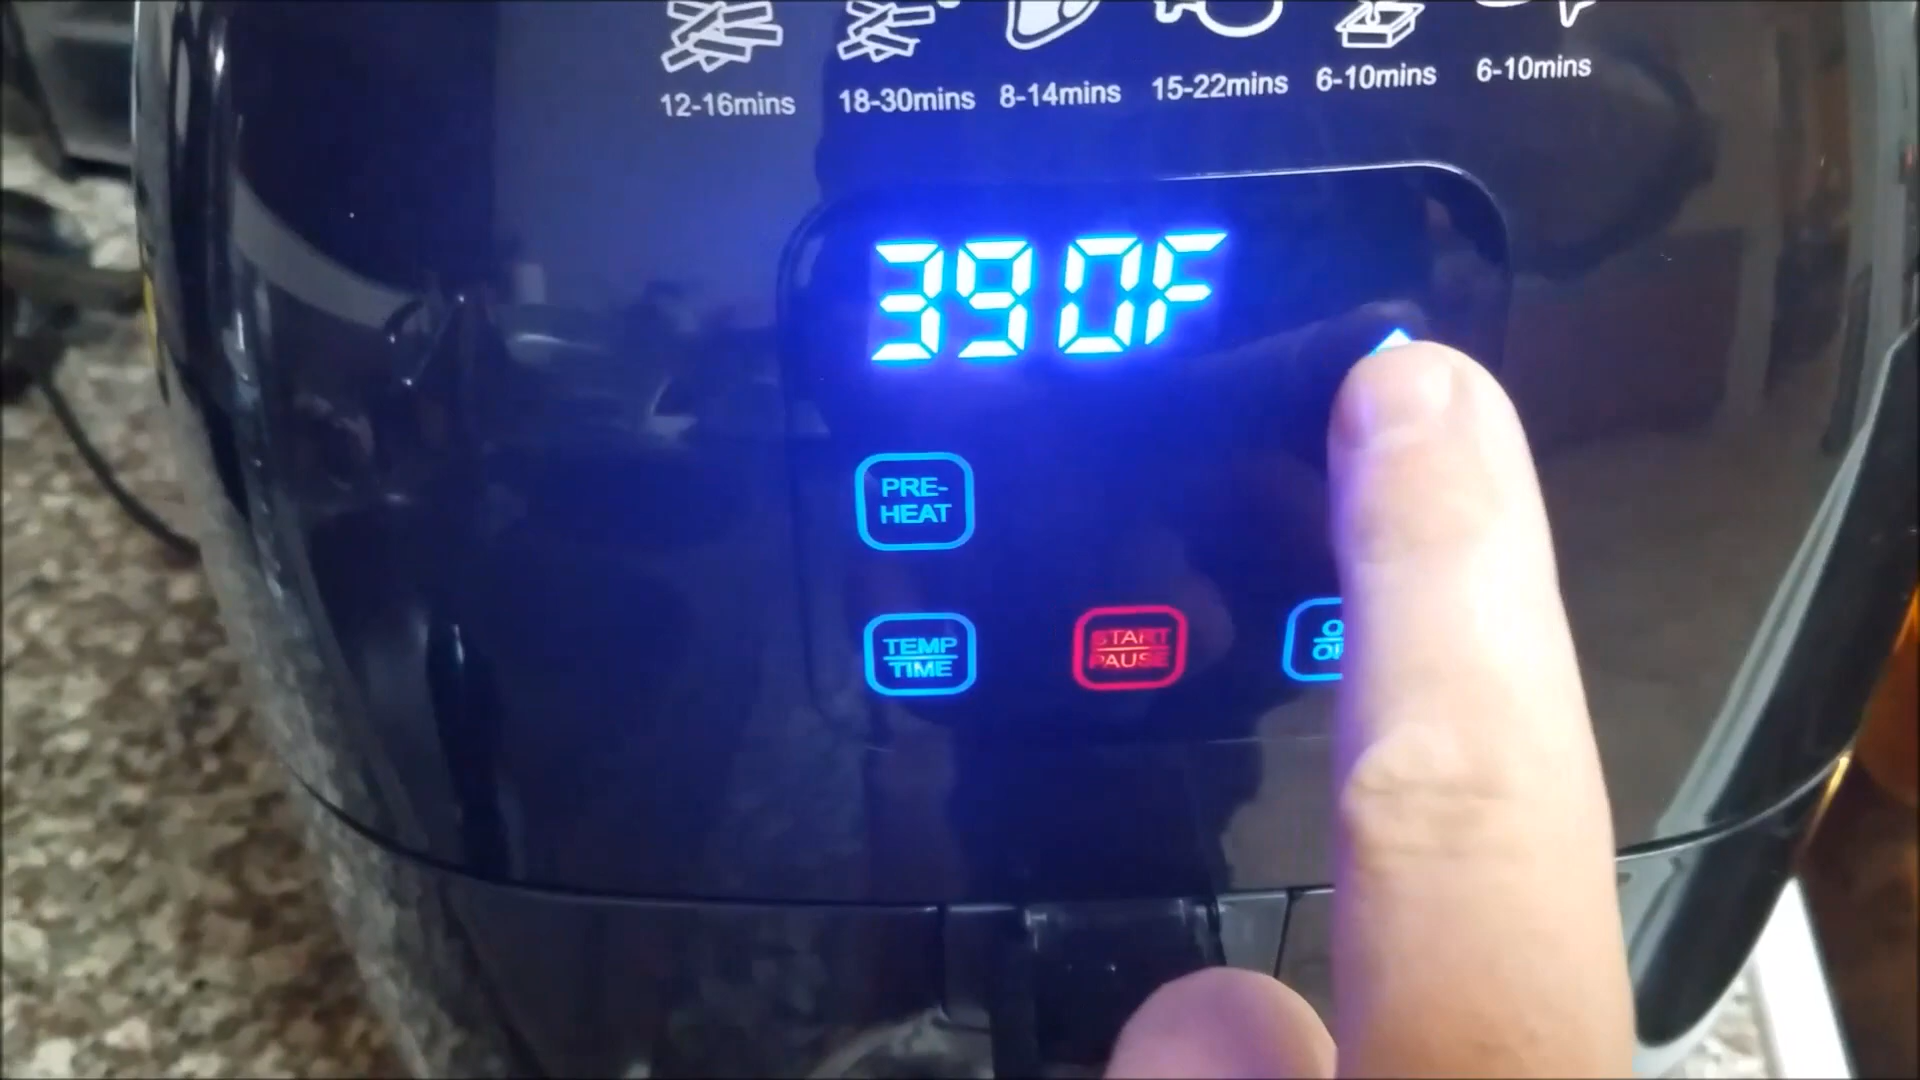 12-16mins 18-30mins 8-14mins 15-22mins 6-10mins 6-10mins
390F
PRE-
HEAT
TEMP
TIME
START
PAUSE